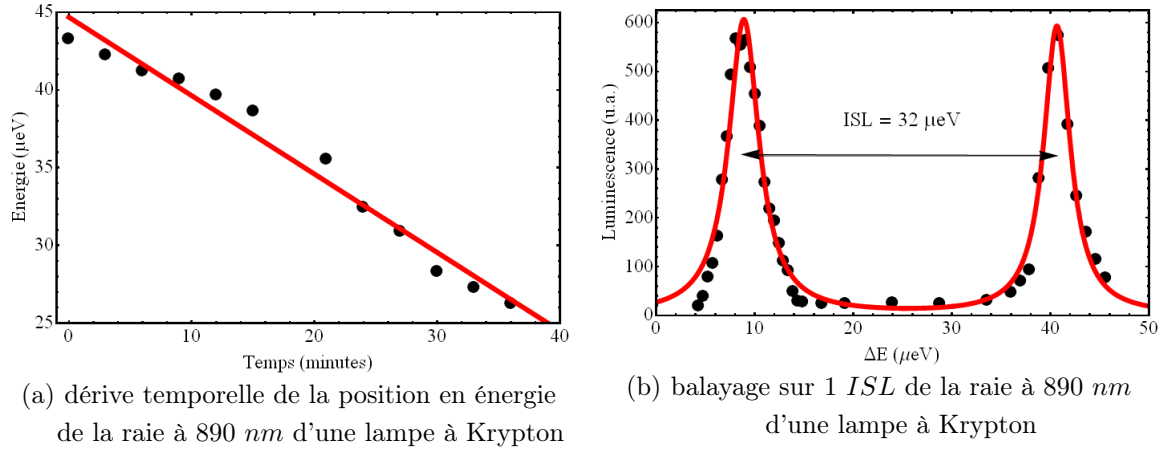 45
40
35
30
25
0
10
20
30
40
Energie (μeV)
Temps (minutes)
(a) dérive temporelle de la position en énergie
de la raie à 890 nm d'une lampe à Krypton
600
500
400
300
200
100
0
0
10
20
30
40
50
Luminescence (u.a.)
ISL = 32 μeV
ΔE (μeV)
(b) balayage sur 1 ISL de la raie à 890 nm
d'une lampe à Krypton